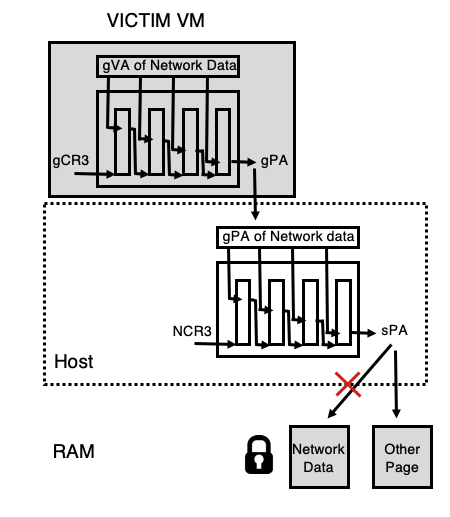 VICTIM VM
gVA of Network Data
gCR3
gPA
gPA of Network data
NCR3
sPA
Host
RAM
Network
Data
Other
Page